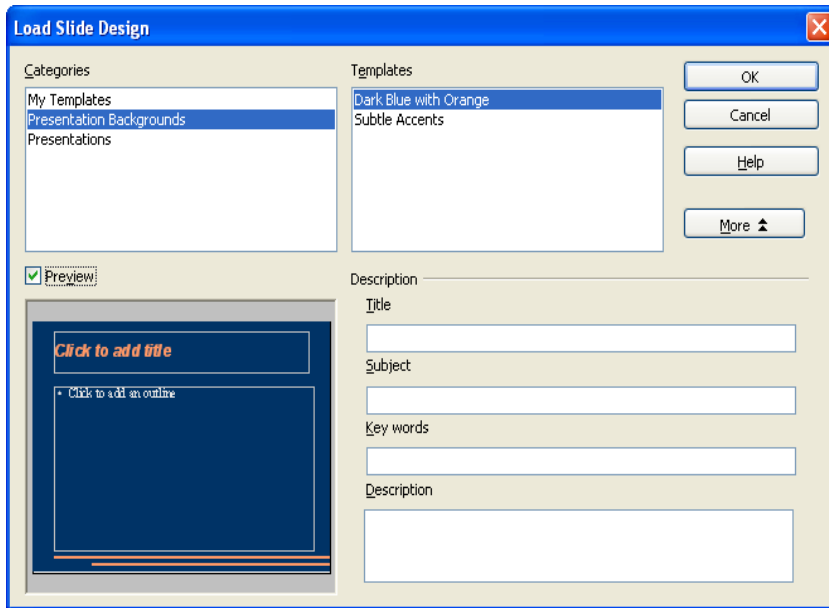 Load Slide Design
Categories
My Templates
Presentation Backgrounds
Presentations
Templates
Dark Blue with Orange
Subtle Accents
OK
Cancel
Help
More
Preview
Click to add title
• Click to add an outline
Description
Title
Subject
Key words
Description